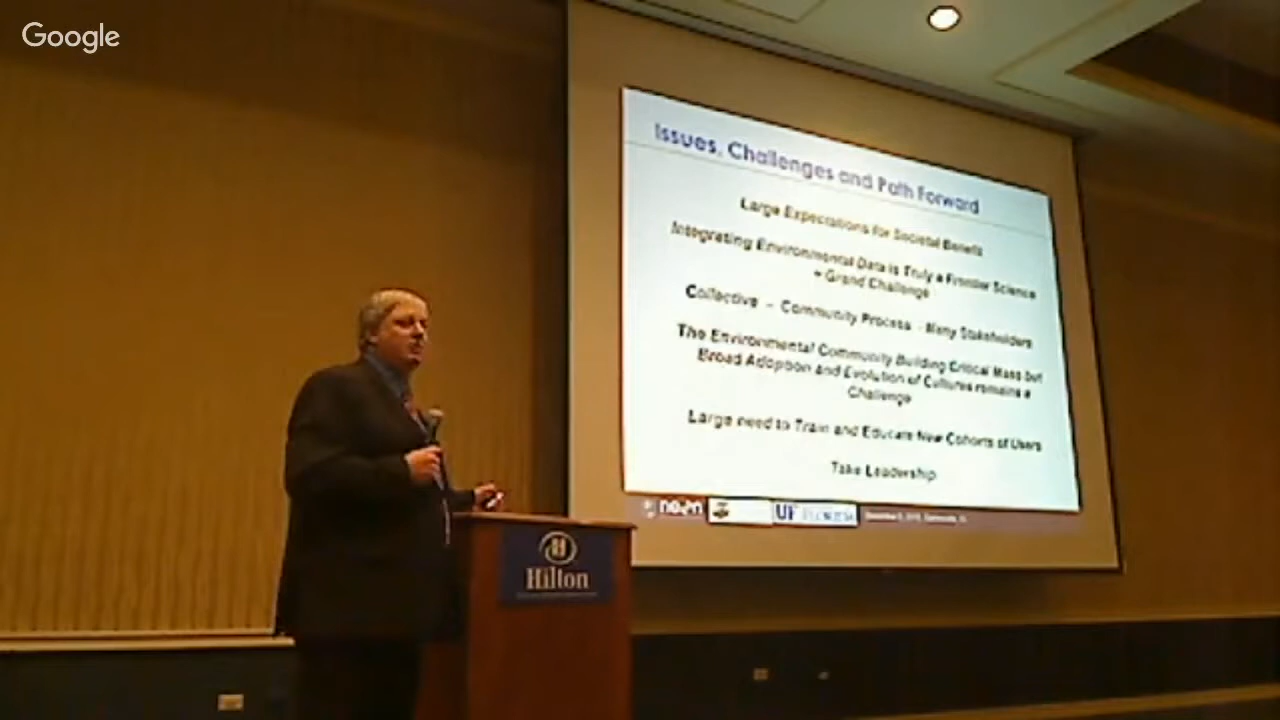 Google
Issues, Challenges and Path Forward
Large Expectations for Societal Benefit
Integrating Environmental Data is Truly a Frontier Science
+ Grand Challenge
Collective - Community Process - Many Stakeholders
The Environmental Community Building Critical Mass but
Broad Adoption and Evolution of Cultures remains a
Challenge
Large need to Train and Educate New Cohorts of Users
Take Leadership
neon
UF FLORIDA
Hilton